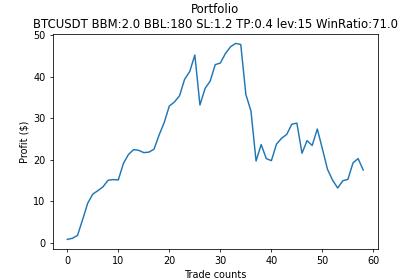 Portfolio
BTCUSDT BBM:2.0 BBL:180 SL:1.2 TP:0.4 lev:15 WinRatio:71.0
50
40
30
20
10
0
Profit ($)
0 10 20 30 40 50 60
Trade counts